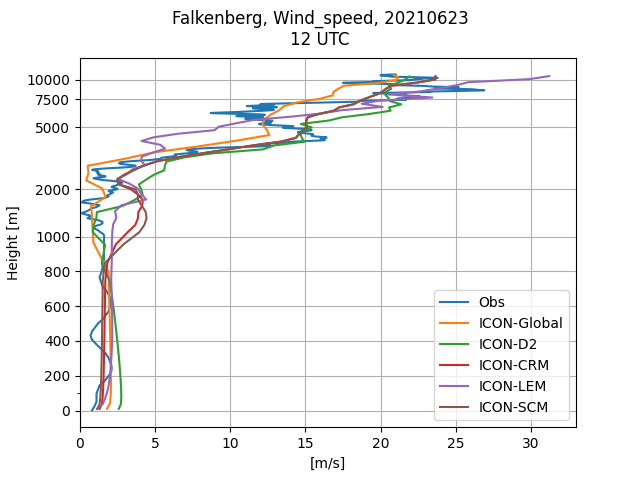 Falkenberg, Wind_speed, 20210623
12 UTC
10000
7500
5000
2000
1000
800
600
400
200
0
Height [m]
0 5 10 15 20 25 30
[m/s]
Obs
ICON-Global
ICON-D2
ICON-CRM
ICON-LEM
ICON-SCM